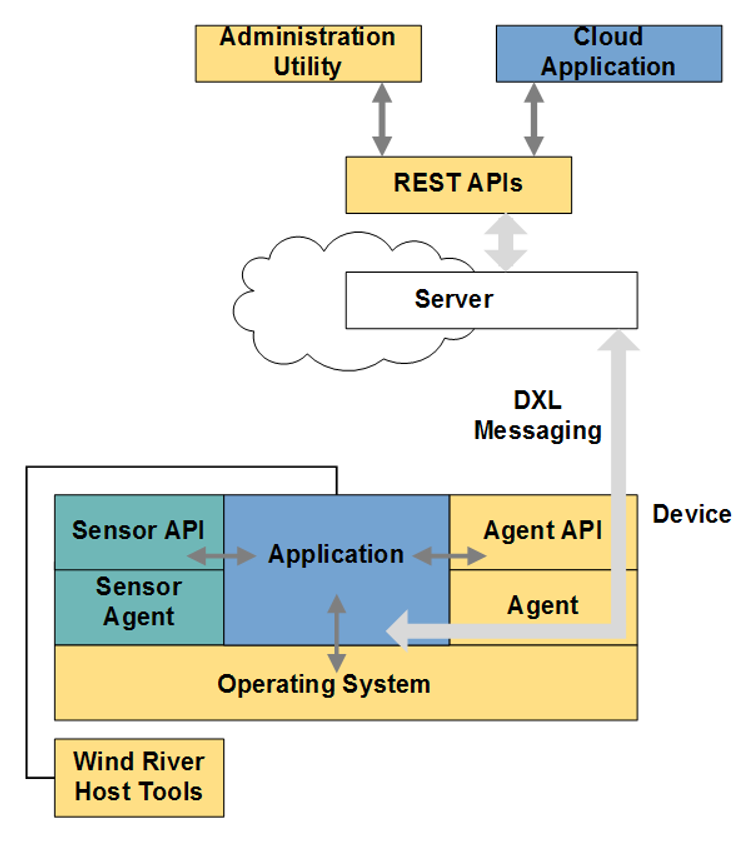 Administration
Utility
Cloud
Application
REST APIs
Server
DXL
Messaging
Device
Sensor API
Application
Agent API
Sensor
Agent
Agent
Operating System
Wind River
Host Tools